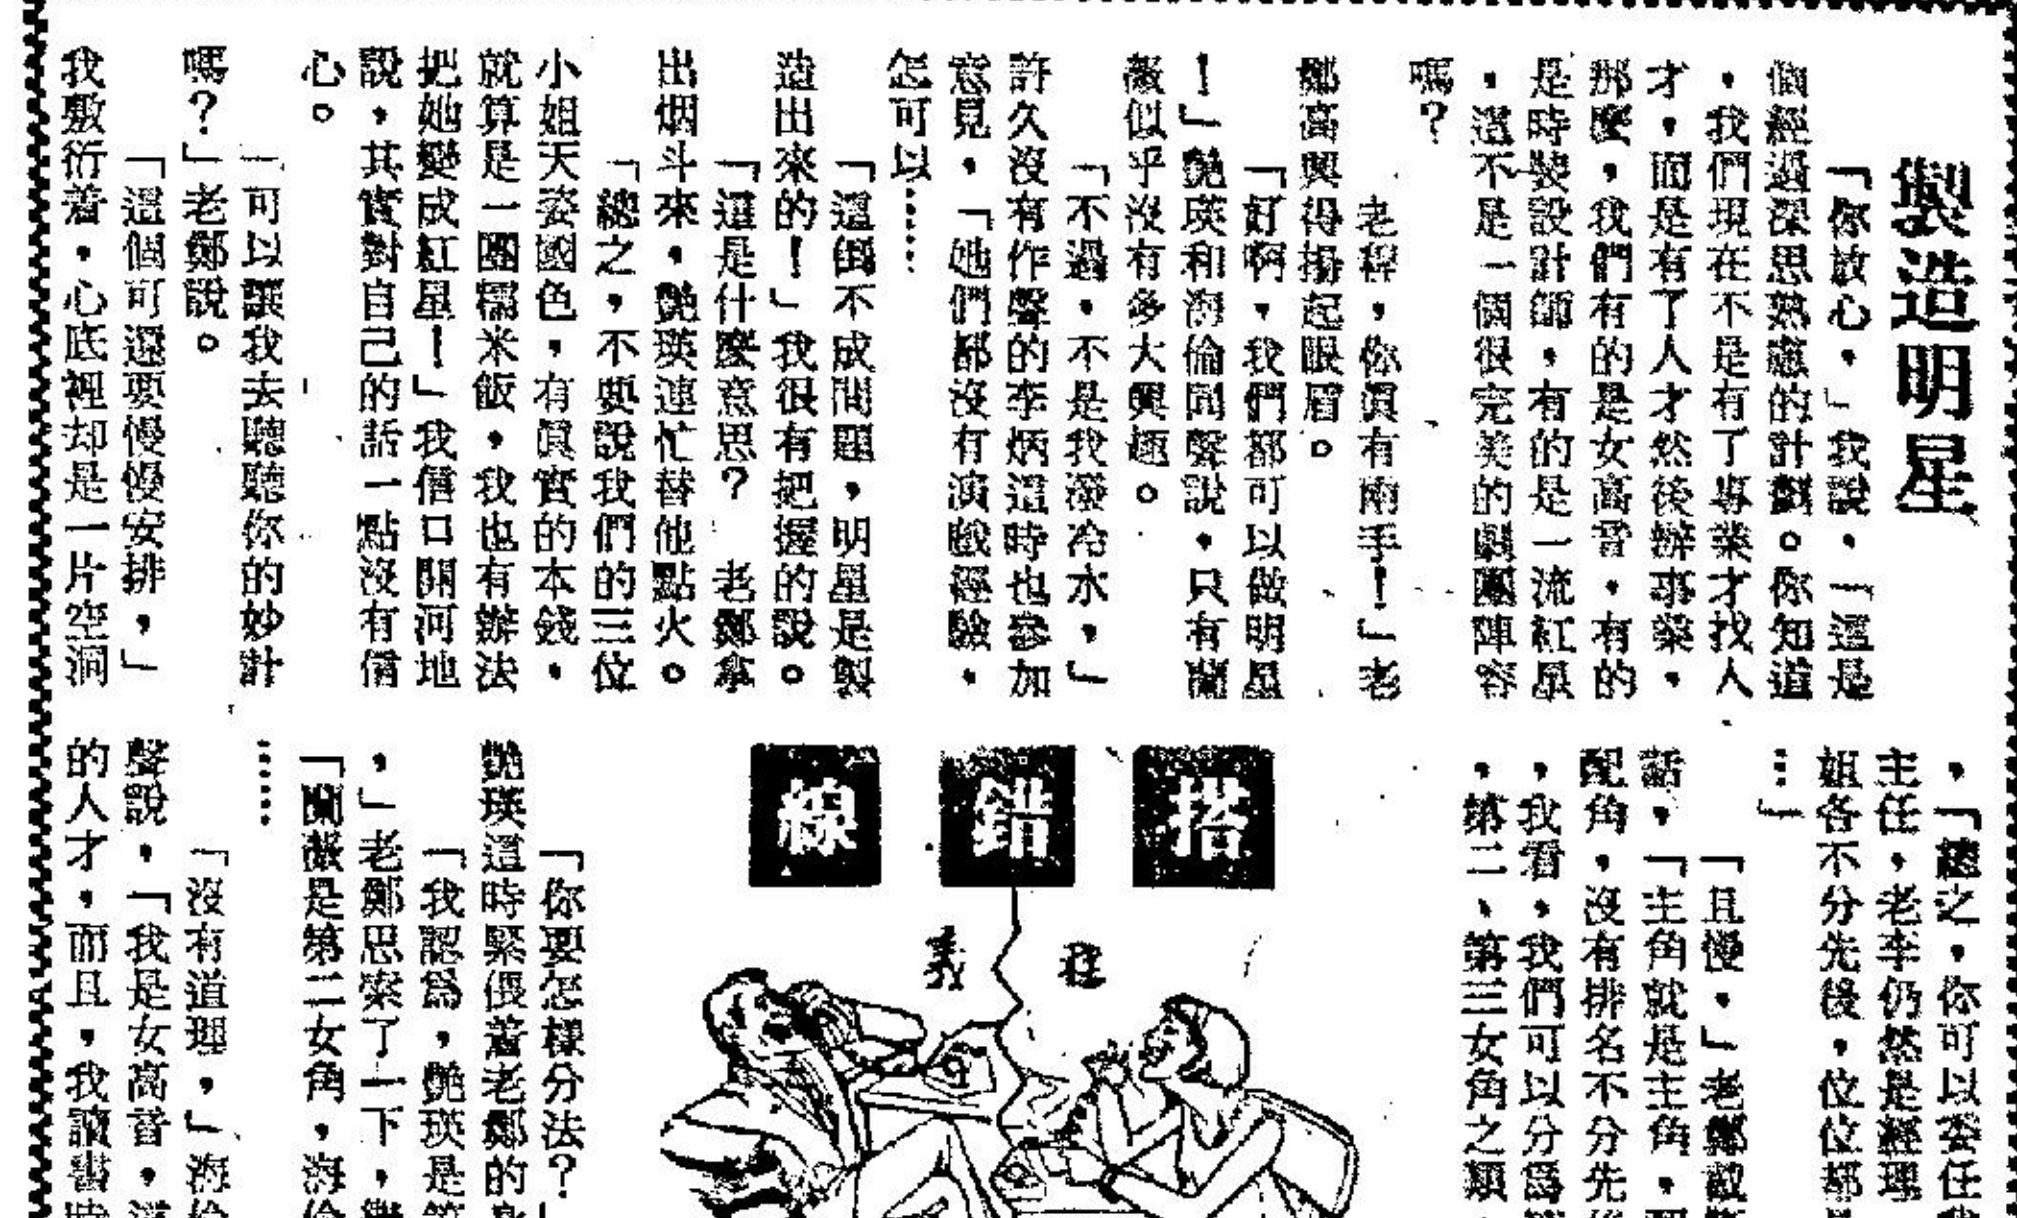 製造明星
「你放心，」我說，「這是
個經過深思熟慮的計劃。你知道
，我們現在不是有了專業才找人
才，而是有了人才然後辦事業，
那麼，我們有的是女高音，有的
是時裝設計師，有的是一流紅星
，這不是一個很完美的劇團陣容
嗎？
老程，你眞有兩手！」老
鄭高興得揚起眼眉。
「好啊，我們都可以做明星
！」艶瑛和海倫同聲說，只有蘭
薇似乎沒有多大興趣。
「不過，不是我潑冷水，」
許久沒有作聲的李炳這時也參加
意見，「她們都沒有演戲經驗，
怎可以……
「這倒不成問題，明星是製
造出來的！」我很有把握的說。
「這是什麼意思？　老鄭拿
出烟斗來，艶瑛連忙替他點火。
「總之，不要說我們的三位
小姐天姿國色，有眞實的本錢，
就算是一團糯米飯，我也有辦法
把她變成紅星！」我信口開河地
說，其實對自己的話一點沒有信
心。
「可以讓我去聽聽你的妙計
嗎？」老鄭說。
「這個可還要慢慢安排，」
我敷衍着，心底裡却是一片空洞
，「總之，你可以委任我
主任，老李仍然是經理
姐各不分先後，位位都是
…」
「且慢，」老鄭截
話，「主角就是主角，配
配角，沒有排名不分先後
，我看，我們可以分爲第
，第二、第三女角之類，
搭錯線
程義
「你要怎樣分法？」
艶瑛這時緊偎着老鄭的身
「我認爲，艶瑛是第
，」老鄭思索了一下，
「蘭薇是第二女角，海倫
……
「沒有道理，」海倫
聲說，「我是女高音，這
的人才，而且，我讀書時